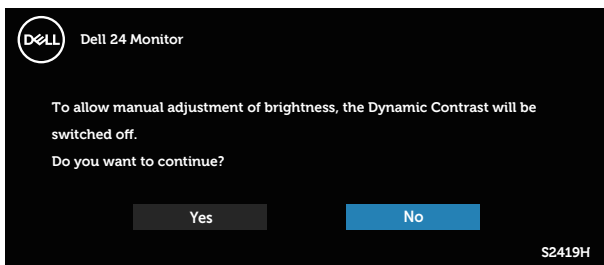 DELL
Dell 24 Monitor
To allow manual adjustment of brightness, the Dynamic Contrast will be
switched off.
Do you want to continue?
Yes No
S2419H